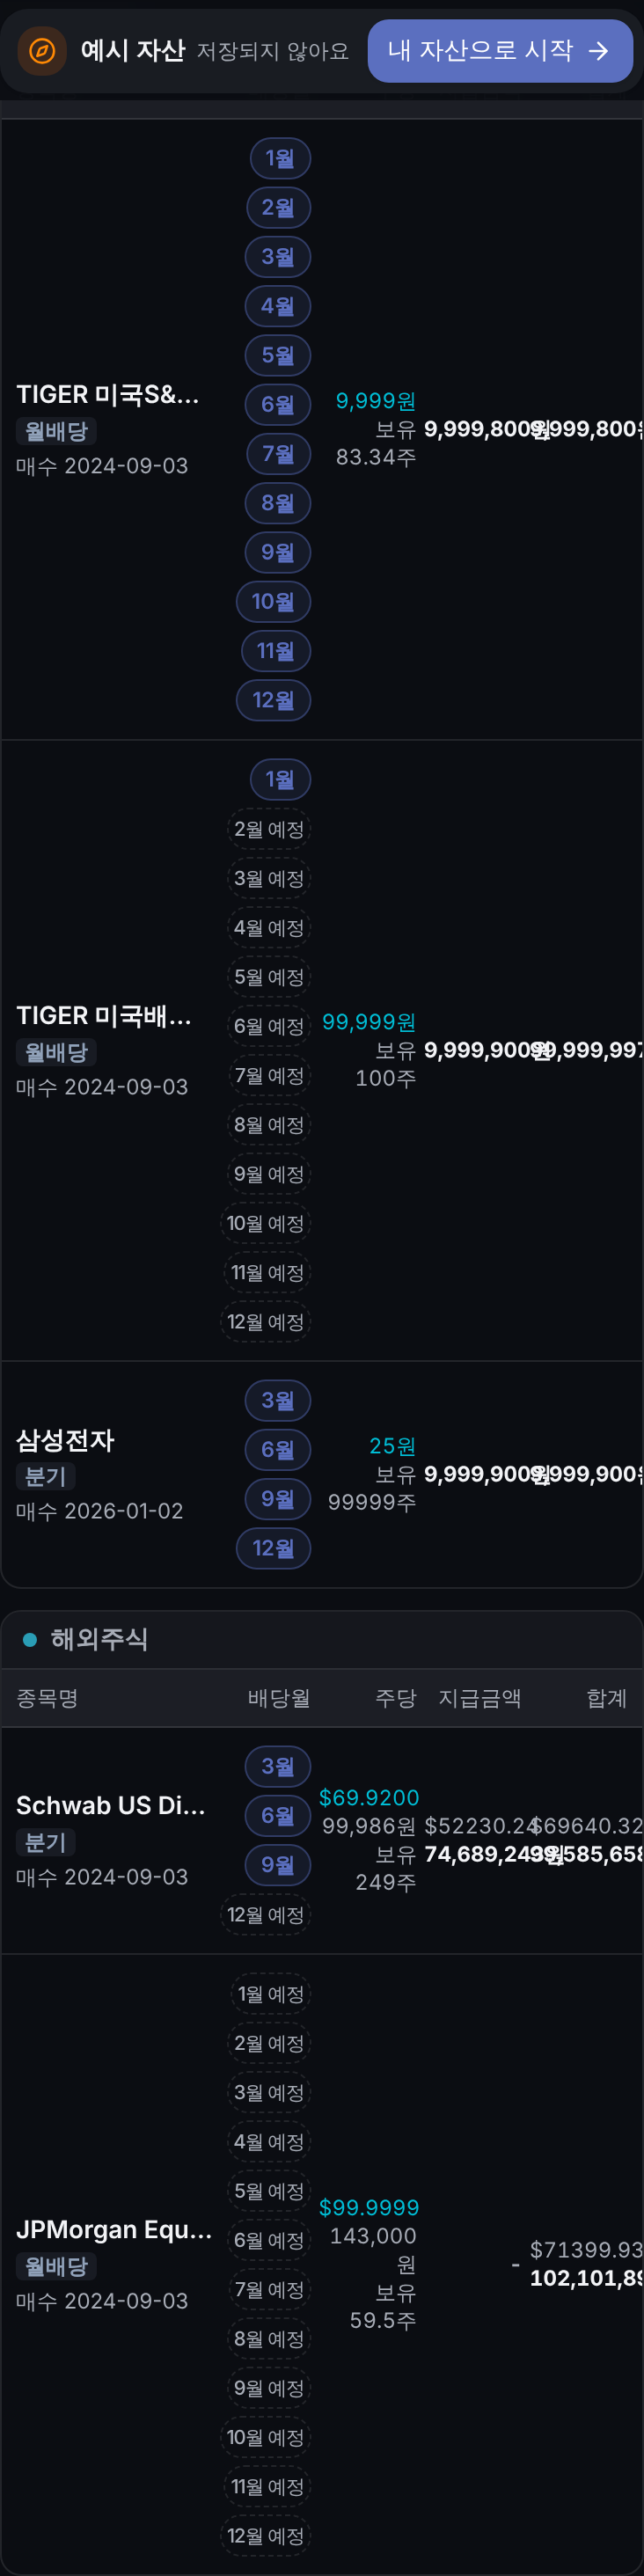 예시 자산 저장되지 않아요 내 자산으로 시작 →
1월
2월
3월
4월
5월
6월
7월
8월
9월
10월
11월
12월
TIGER 미국S&...
월배당
매수 2024-09-03
9,999원
보유
83.34주
9,999,800원
9,999,800
1월
2월 예정
3월 예정
4월 예정
5월 예정
6월 예정
7월 예정
8월 예정
9월 예정
10월 예정
11월 예정
12월 예정
TIGER 미국배...
월배당
매수 2024-09-03
99,999원
보유
100주
9,999,900원
3월
6월
9월
12월
삼성전자
분기
매수 2026-01-02
25원
보유
99999주
9,999,900원
9,999,900
해외주식
종목명 배당월 주당 지급금액 합계
3월
6월
9월
12월 예정
Schwab US Di...
분기
매수 2024-09-03
$69.9200
99,986원
보유
249주
$52230.24
$69640.32
1월 예정
2월 예정
3월 예정
4월 예정
5월 예정
6월 예정
7월 예정
8월 예정
9월 예정
10월 예정
11월 예정
12월 예정
JPMorgan Equ...
월배당
매수 2024-09-03
$99.9999
143,000
원
보유
59.5주
-
$71399.93